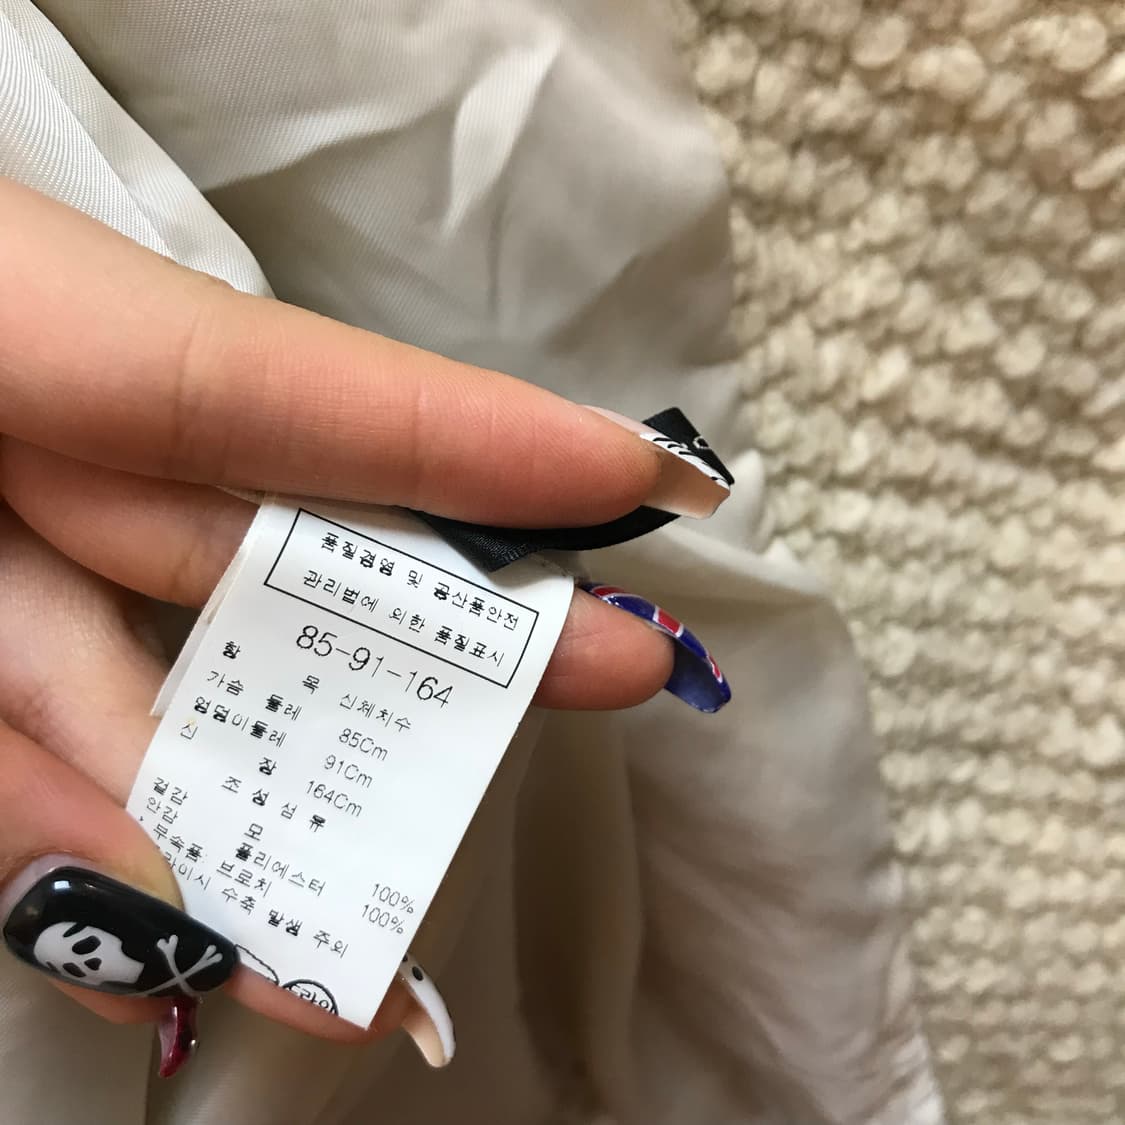 품질경영 및 공산품안전
관리법에 의한 품질표시
85-91-164
항 목 신체치수
가슴 둘레 85Cm
엉덩이둘레 91Cm
신 장 164Cm
조 성 섬 유
겉감 모 100%
안감 폴리에스터 100%
부속품: 브로치
수축 발생 주의
드라이